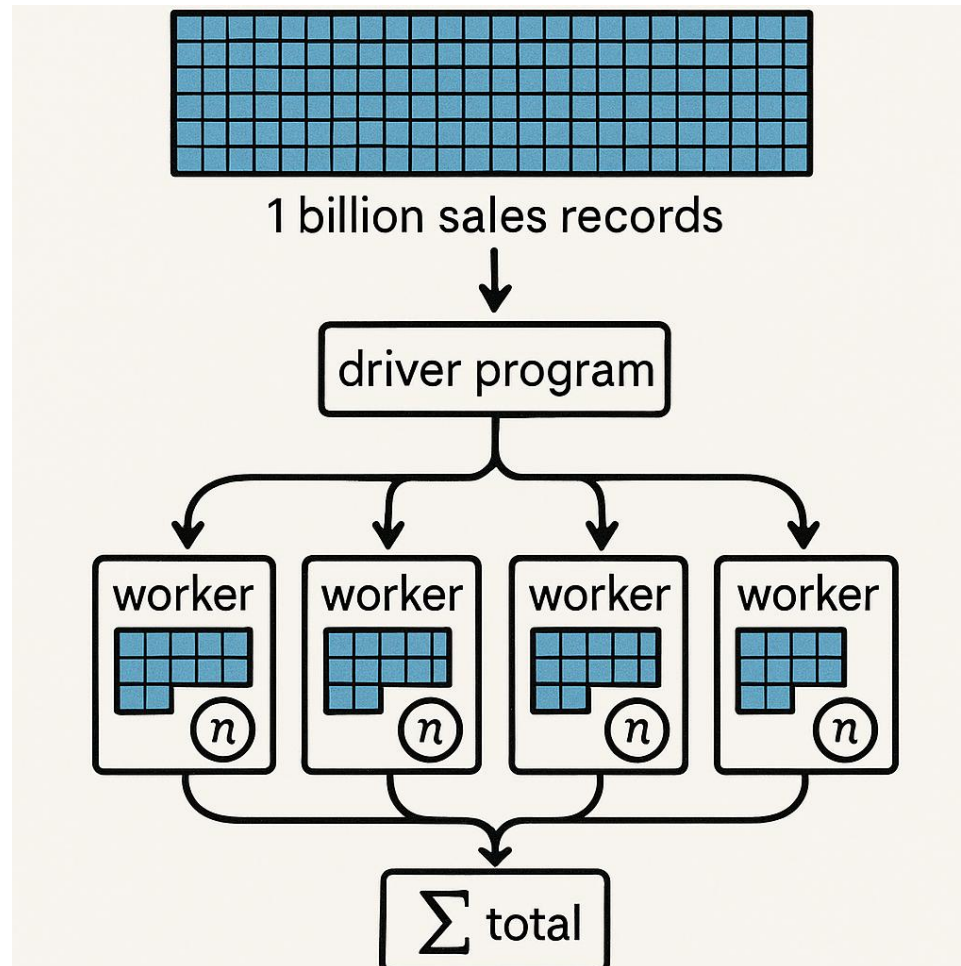 1 billion sales records
driver program
worker worker worker worker
n n n n
∑ total